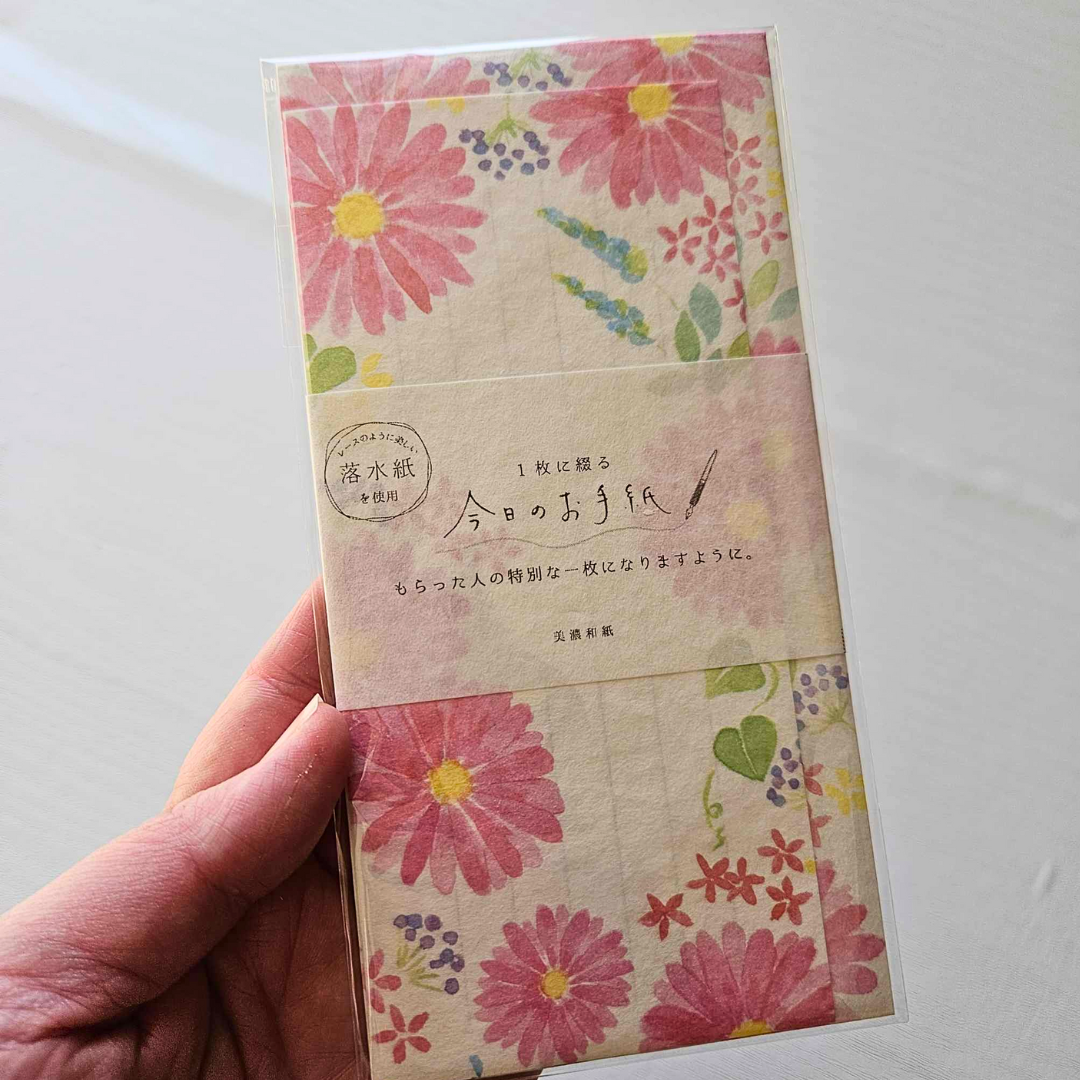 レースのように美しい
落水紙
を使用
1枚に綴る
今日のお手紙
もらった人の特別な一枚になりますように。
美濃和紙